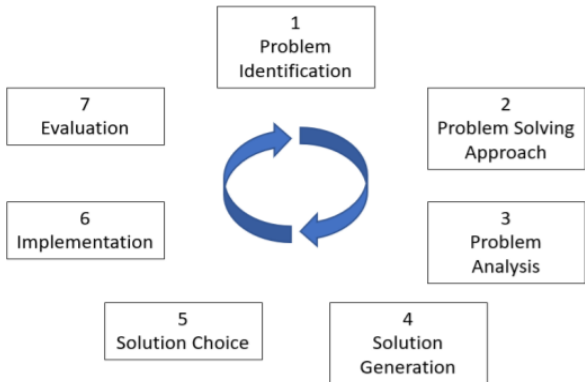 1
Problem
Identification
2
Problem Solving
Approach
3
Problem
Analysis
4
Solution
Generation
5
Solution Choice
6
Implementation
7
Evaluation